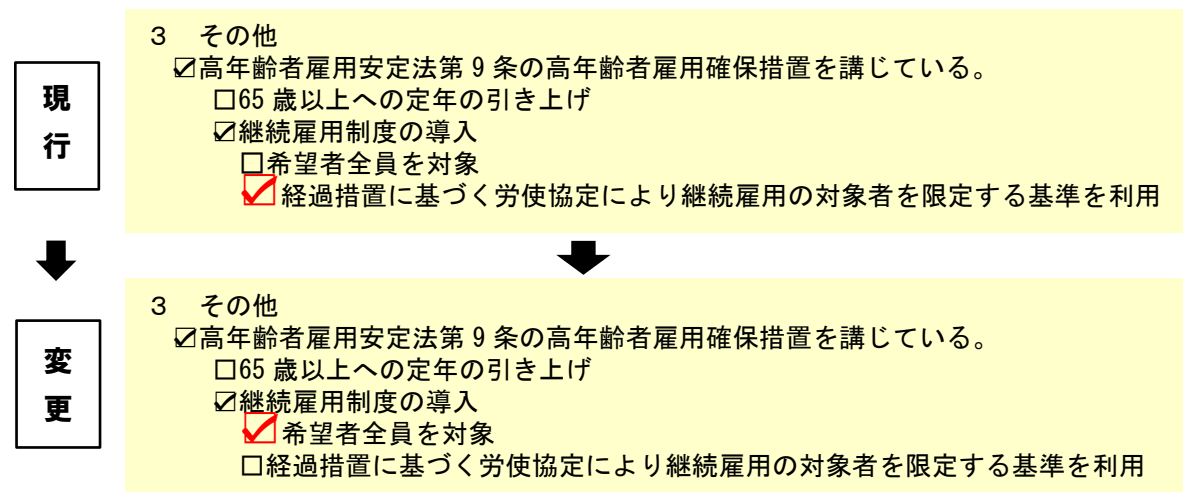 現行
３　その他
☑高年齢者雇用安定法第９条の高年齢者雇用確保措置を講じている。
□65 歳以上への定年の引き上げ
☑継続雇用制度の導入
□希望者全員を対象
☑経過措置に基づく労使協定により継続雇用の対象者を限定する基準を利用
変更
３　その他
☑高年齢者雇用安定法第９条の高年齢者雇用確保措置を講じている。
□65 歳以上への定年の引き上げ
☑継続雇用制度の導入
☑希望者全員を対象
□経過措置に基づく労使協定により継続雇用の対象者を限定する基準を利用